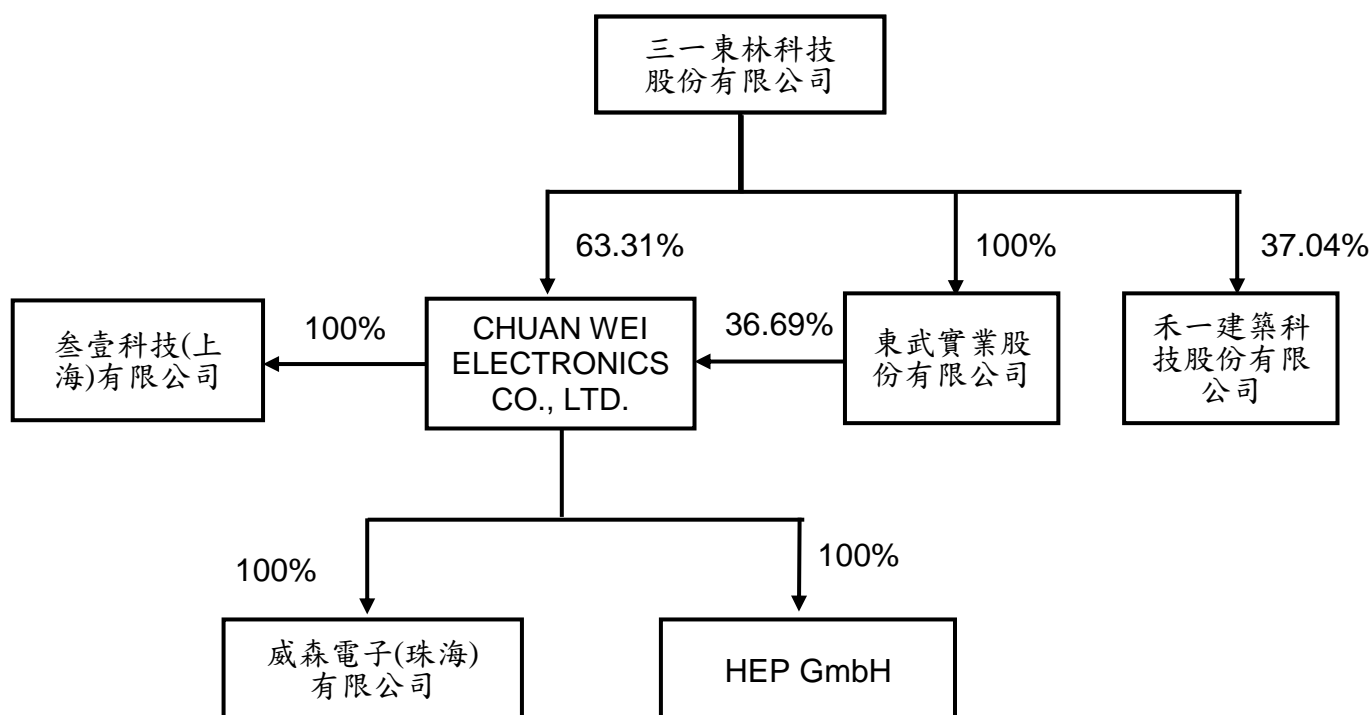 三一東林科技
股份有限公司
63.31%
100%
37.04%
叁壹科技(上
海)有限公司
100%
CHUAN WEI
ELECTRONICS
CO., LTD.
36.69%
東武實業股
份有限公司
禾一建築科
技股份有限
公司
100%
100%
威森電子(珠海)
有限公司
HEP GmbH